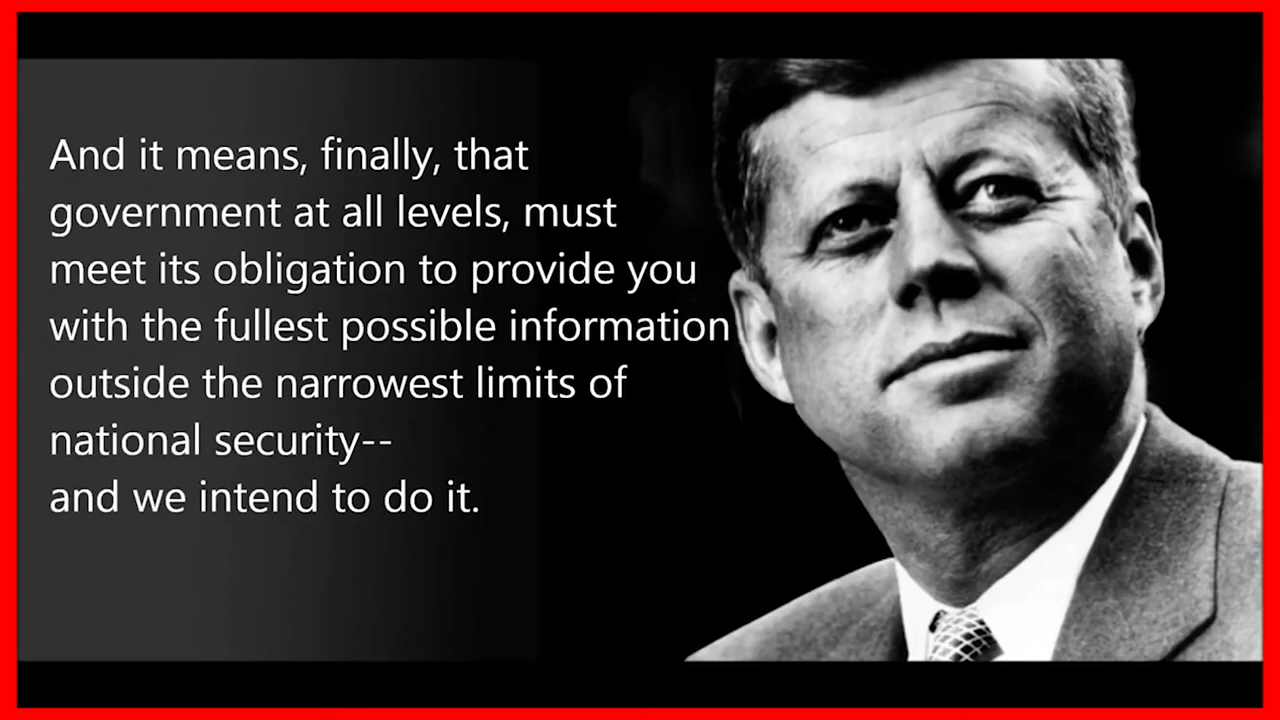 And it means, finally, that
government at all levels, must
meet its obligation to provide you
with the fullest possible information
outside the narrowest limits of
national security--
and we intend to do it.